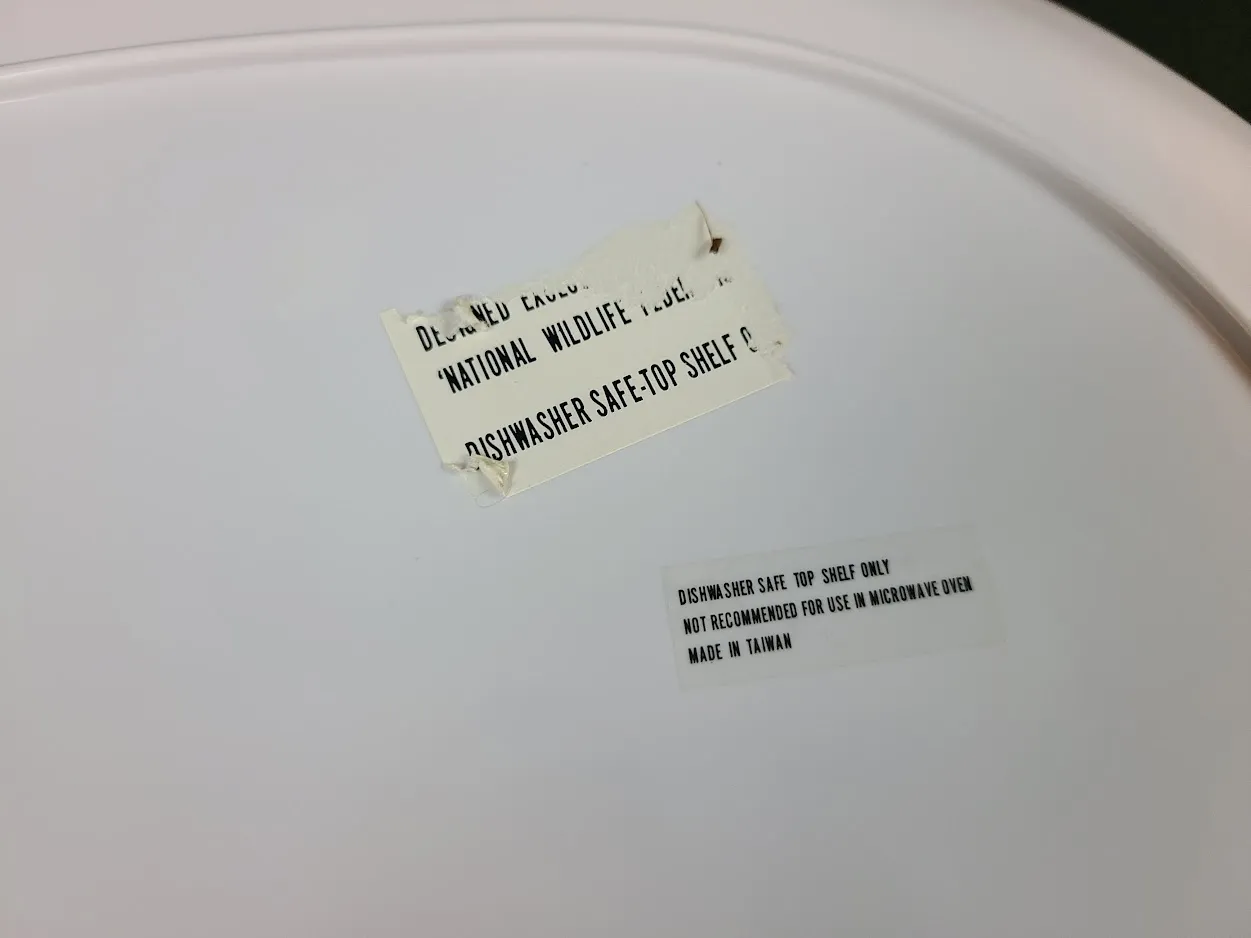 'NATIONAL WILDLIFE
DISHWASHER SAFE-TOP SHELF
DISHWASHER SAFE TOP SHELF ONLY
NOT RECOMMENDED FOR USE IN MICROWAVE OVEN
MADE IN TAIWAN